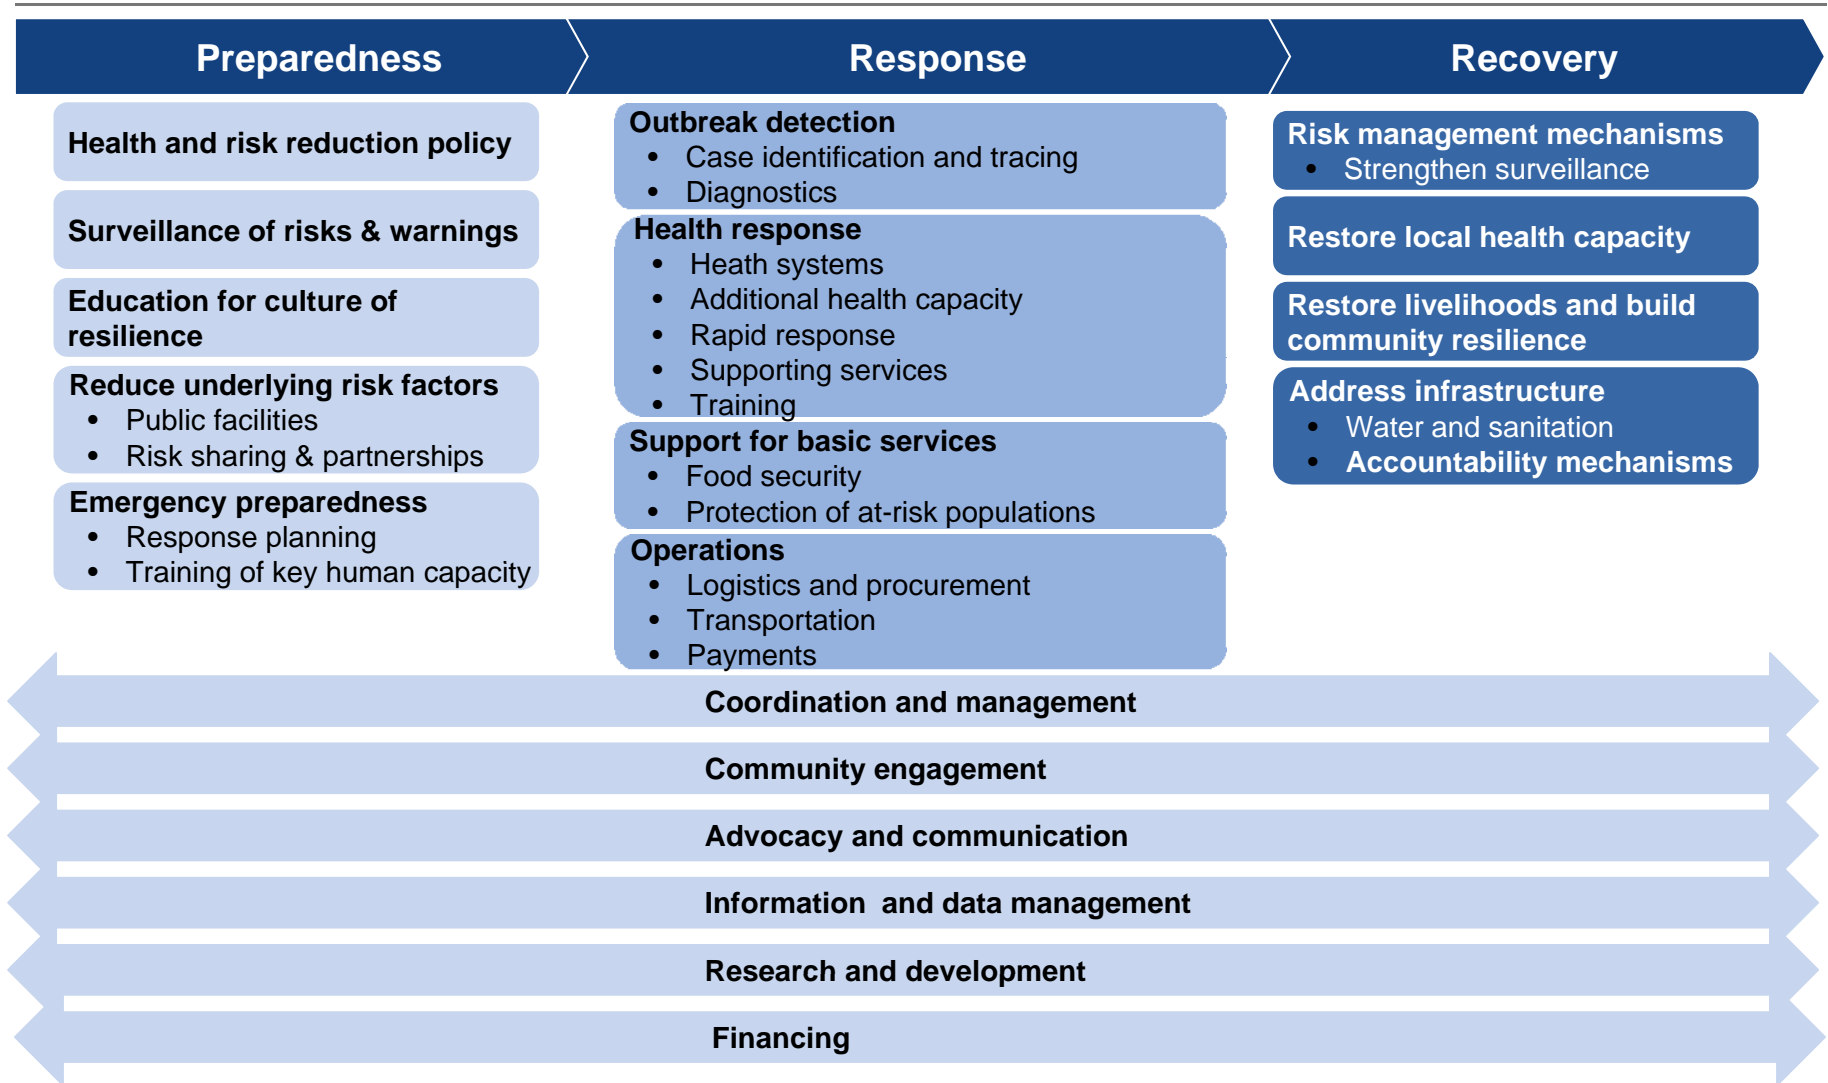 Preparedness
Response
Recovery
Health and risk reduction policy
Surveillance of risks & warnings
Education for culture of
resilience
Reduce underlying risk factors
• Public facilities
• Risk sharing & partnerships
Emergency preparedness
• Response planning
• Training of key human capacity
Outbreak detection
• Case identification and tracing
• Diagnostics
Health response
• Heath systems
• Additional health capacity
• Rapid response
• Supporting services
• Training
Support for basic services
• Food security
• Protection of at-risk populations
Operations
• Logistics and procurement
• Transportation
• Payments
Risk management mechanisms
• Strengthen surveillance
Restore local health capacity
Restore livelihoods and build
community resilience
Address infrastructure
• Water and sanitation
• Accountability mechanisms
Coordination and management
Community engagement
Advocacy and communication
Information and data management
Research and development
Financing